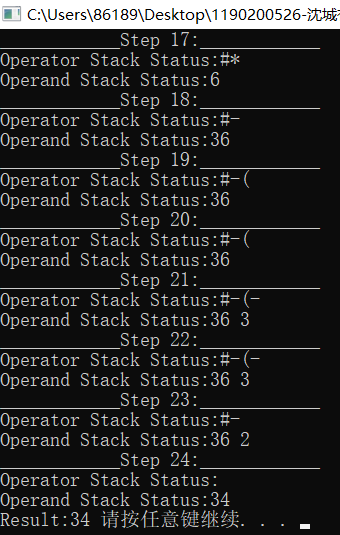 C:\Users\86189\Desktop\1190200526-沈城
____________Step 17:____________
Operator Stack Status:#*
Operand Stack Status:6
____________Step 18:____________
Operator Stack Status:#-
Operand Stack Status:36
____________Step 19:____________
Operator Stack Status:#-(
Operand Stack Status:36
____________Step 20:____________
Operator Stack Status:#-(
Operand Stack Status:36
____________Step 21:____________
Operator Stack Status:#-(-
Operand Stack Status:36 3
____________Step 22:____________
Operator Stack Status:#-(-
Operand Stack Status:36 3
____________Step 23:____________
Operator Stack Status:#-
Operand Stack Status:36 2
____________Step 24:____________
Operator Stack Status:
Operand Stack Status:34
Result:34 请按任意键继续. . .